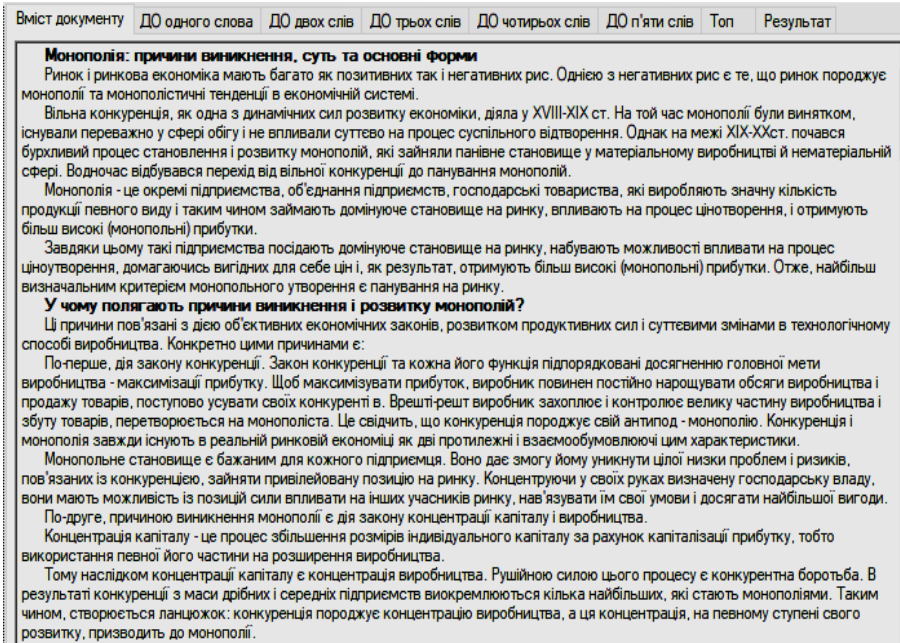 Вміст документу ДО одного слова ДО двох слів ДО трьох слів ДО чотирьох слів ДО п'яти слів Топ Результат
Монополія: причини виникнення, суть та основні форми
Ринок і ринкова економіка мають багато як позитивних так і негативних рис. Однією з негативних рис є те, що ринок породжує
монополії та монополістичні тенденції в економічній системі.
Вільна конкуренція, як одна з динамічних сил розвитку економіки, діяла у XVIII-XIX ст. На той час монополії були винятком,
існували переважно у сфері обігу і не впливали суттєво на процес суспільного відтворення. Однак на межі XIX-XXст. почався
бурхливий процес становлення і розвитку монополій, які зайняли панівне становище у матеріальному виробництві й нематеріальній
сфері. Водночас відбувався перехід від вільної конкуренції до панування монополій.
Монополія - це окремі підприємства, об'єднання підприємств, господарські товариства, які виробляють значну кількість
продукції певного виду і таким чином займають домінуюче становище на ринку, впливають на процес цінотворення, і отримують
більш високі (монопольні) прибутки.
Завдяки цьому такі підприємства посідають домінуюче становище на ринку, набувають можливості впливати на процес
ціноутворення, домагаючись вигідних для себе цін і, як результат, отримують більш високі (монопольні) прибутки. Отже, найбільш
визначальним критерієм монопольного утворення є панування на ринку.
У чому полягають причини виникнення і розвитку монополій?
Ці причини пов'язані з дією об'єктивних економічних законів, розвитком продуктивних сил і суттєвими змінами в технологічному
способі виробництва. Конкретно цими причинами є:
По-перше, дія закону конкуренції. Закон конкуренції та кожна його функція підпорядковані досягненню головної мети
виробництва - максимізації прибутку. Щоб максимізувати прибуток, виробник повинен постійно нарощувати обсяги виробництва і
продажу товарів, поступово усувати своїх конкуренті в. Врешті-решт виробник захоплює і контролює велику частину виробництва і
збуту товарів, перетворюється на монополіста. Це свідчить, що конкуренція породжує свій антипод - монополію. Конкуренція і
монополія завжди існують в реальній ринковій економіці як дві протилежні і взаємообумовлюючі цим характеристики.
Монопольне становище є бажаним для кожного підприємця. Воно дає змогу йому уникнути цілої низки проблем і ризиків,
пов'язаних із конкуренцією, зайняти привілейовану позицію на ринку. Концентруючи у своїх руках визначену господарську владу,
вони мають можливість із позицій сили впливати на інших учасників ринку, нав'язувати їм свої умови і досягати найбільшої вигоди.
По-друге, причиною виникнення монополії є дія закону концентрації капіталу і виробництва.
Концентрація капіталу - це процес збільшення розмірів індивідуального капіталу за рахунок капіталізації прибутку, тобто
використання певної його частини на розширення виробництва.
Тому наслідком концентрації капіталу є концентрація виробництва. Рушійною силою цього процесу є конкурентна боротьба. В
результаті конкуренції з маси дрібних і середніх підприємств виокремлюються кілька найбільших, які стають монополіями. Таким
чином, створюється ланцюжок: конкуренція породжує концентрацію виробництва, а ця концентрація, на певному ступені свого
розвитку, призводить до монополії.